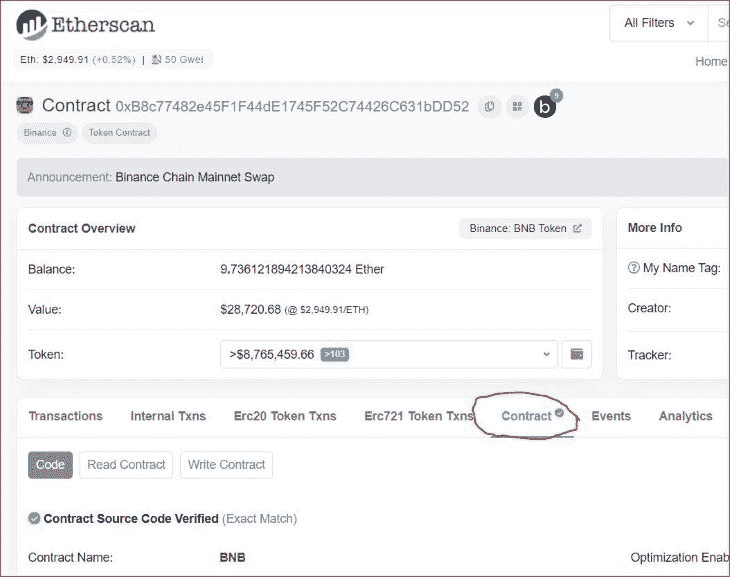 Etherscan
All Filters
Eth: $2,949.91 (+0.52%) | 50 Gwei
Home
Contract 0xB8c77482e45F1F44dE1745F52C74426C631bDD52
b 9
Binance Token Contract
Announcement: Binance Chain Mainnet Swap
Contract Overview
Binance: BNB Token
More Info
Balance: 9.736121894213840324 Ether
My Name Tag:
Value: $28,720.68 (@ $2,949.91/ETH)
Creator:
Token: >$8,765,459.66 >103
Tracker:
Transactions Internal Txns Erc20 Token Txns Erc721 Token Txns Contract Events Analytics
Code Read Contract Write Contract
Contract Source Code Verified (Exact Match)
Contract Name: BNB
Optimization Enab